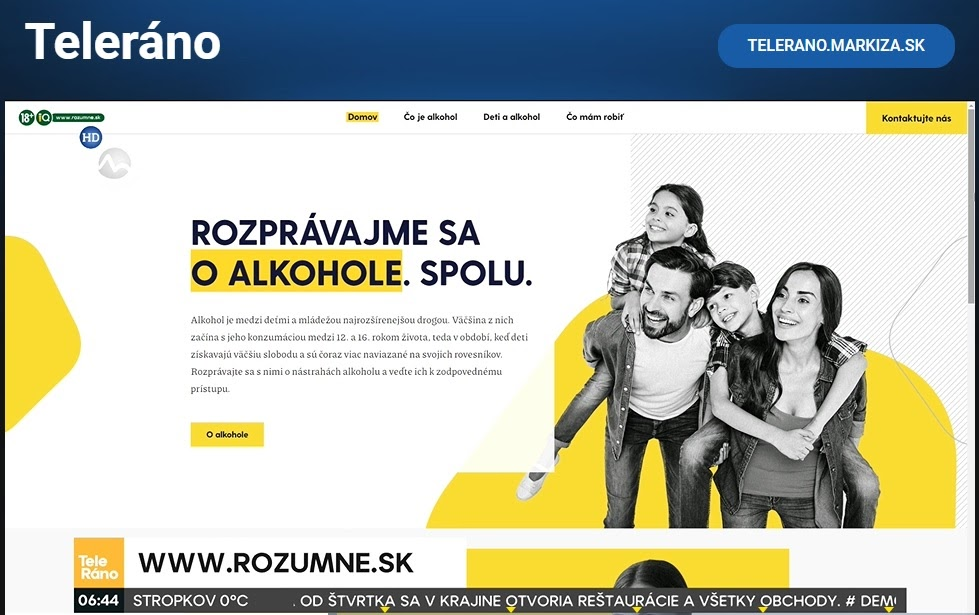 Teleráno
TELERANO.MARKIZA.SK
18+ iQ www.rozumne.sk
Domov
Čo je alkohol
Deti a alkohol
Čo mám robiť
Kontaktujte nás
HD
ROZPRÁVAJME SA
O ALKOHOLE. SPOLU.
Alkohol je medzi deťmi a mládežou najrozšírenejšou drogou. Väčšina z nich
začína s jeho konzumáciou medzi 12. a 16. rokom života, teda v období, keď deti
získavajú väčšiu slobodu a sú čoraz viac naviazané na svojich rovesníkov.
Rozprávajte sa s nimi o nástrahách alkoholu a veďte ich k zodpovednému
prístupu.
O alkohole
Tele
Ráno
WWW.ROZUMNE.SK
06:44 STROPKOV 0°C . OD ŠTVRTKA SA V KRAJINE OTVORIA REŠTAURÁCIE A VŠETKY OBCHODY. #